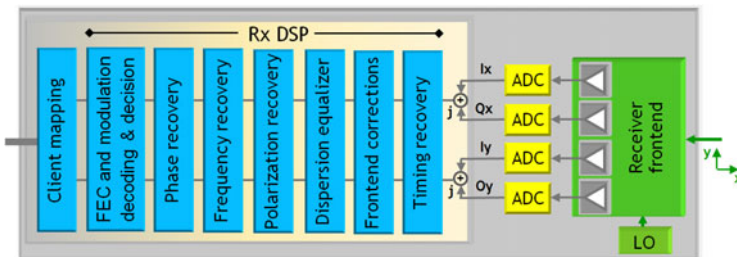 Rx DSP
Client mapping
FEC and modulation
decoding & decision
Phase recovery
Frequency recovery
Polarization recovery
Dispersion equalizer
Frontend corrections
Timing recovery
j
j
Ix
Qx
Iy
Oy
ADC
ADC
ADC
ADC
Receiver
frontend
LO
y
x